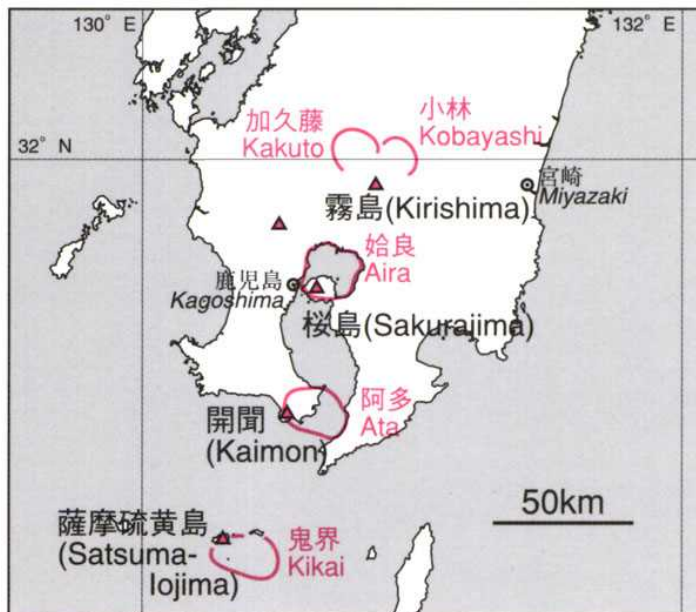 130° E
132° E
32° N
加久藤
Kakuto
小林
Kobayashi
宮崎
Miyazaki
霧島(Kirishima)
姶良
Aira
鹿児島
Kagoshima
桜島(Sakurajima)
開聞
(Kaimon)
阿多
Ata
50km
薩摩硫黄島
(Satsuma-
Iojima)
鬼界
Kikai